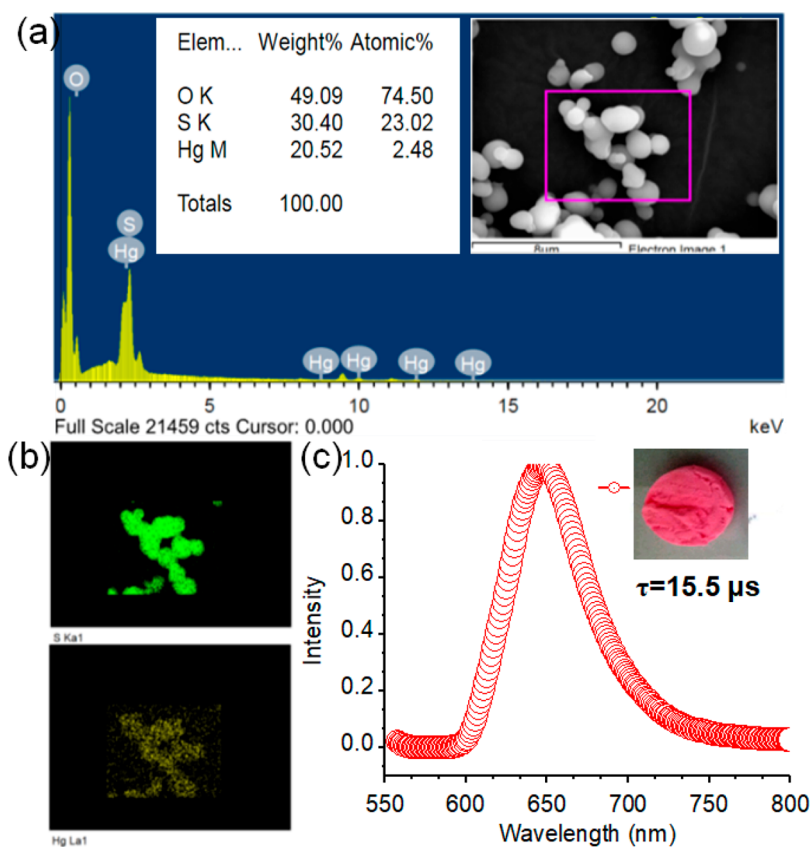 (a)
Elem... Weight% Atomic%
O K 49.09 74.50
S K 30.40 23.02
Hg M 20.52 2.48
Totals 100.00
O
S
Hg
Hg Hg Hg Hg
8um Electron Image 1
0 5 10 15 20
Full Scale 21459 cts Cursor: 0.000 keV
(b)
S Ka1
Hg La1
(c)
τ=15.5 μs
Intensity
1.0
0.8
0.6
0.4
0.2
0.0
550 600 650 700 750 800
Wavelength (nm)